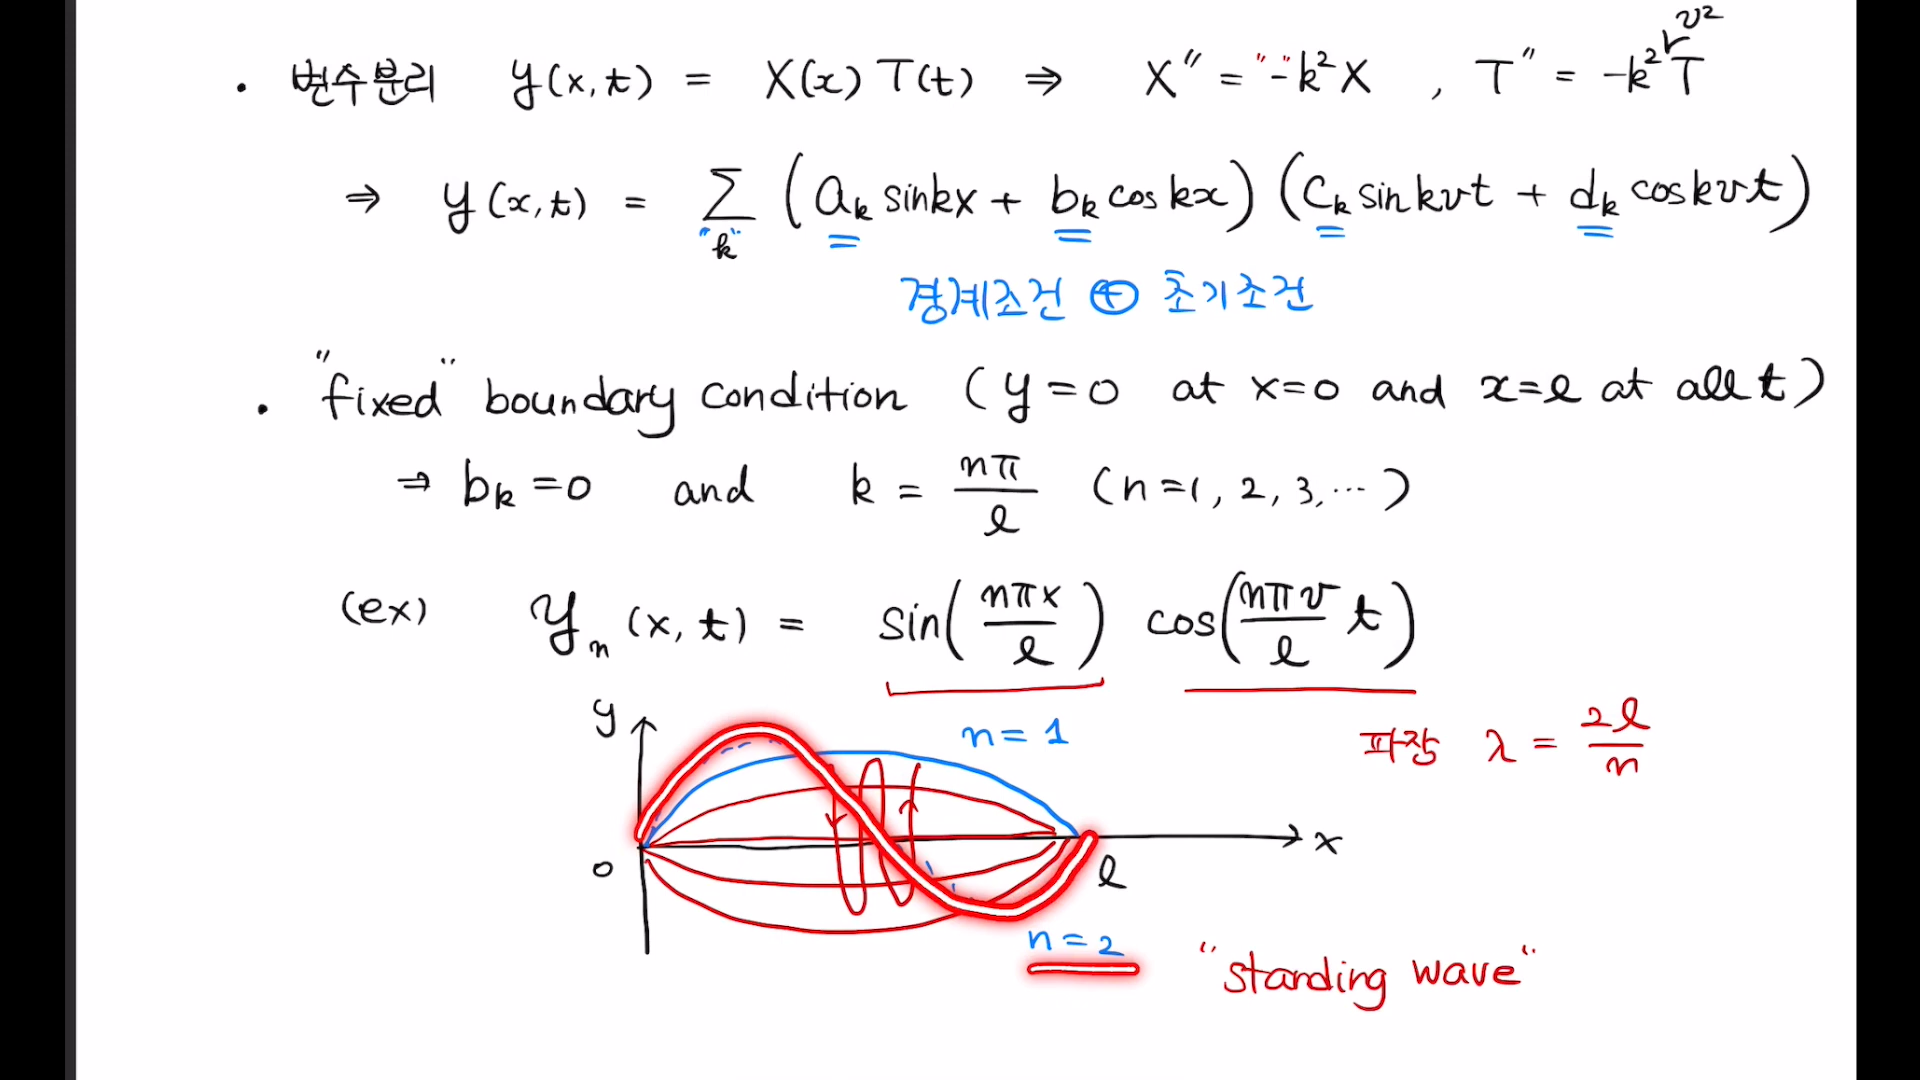 · 변수분리 y(x,t) = X(x)T(t) ⇒ X" = "-"k²X , T" = -k²v²T
⇒ y(x,t) = Σ_"k" (a_k sinkx + b_k coskx)(c_k sinkvt + d_k coskvt)
경계조건 ⊕ 초기조건
· "fixed" boundary condition (y=0 at x=0 and x=ℓ at all t)
⇒ b_k=0 and k = nπ/ℓ (n=1, 2, 3, ⋯)
(ex) y_n(x,t) = sin(nπx/ℓ) cos(nπv/ℓ t)
y
n=1
파장 λ = 2ℓ/n
x
0
ℓ
n=2
"standing wave"